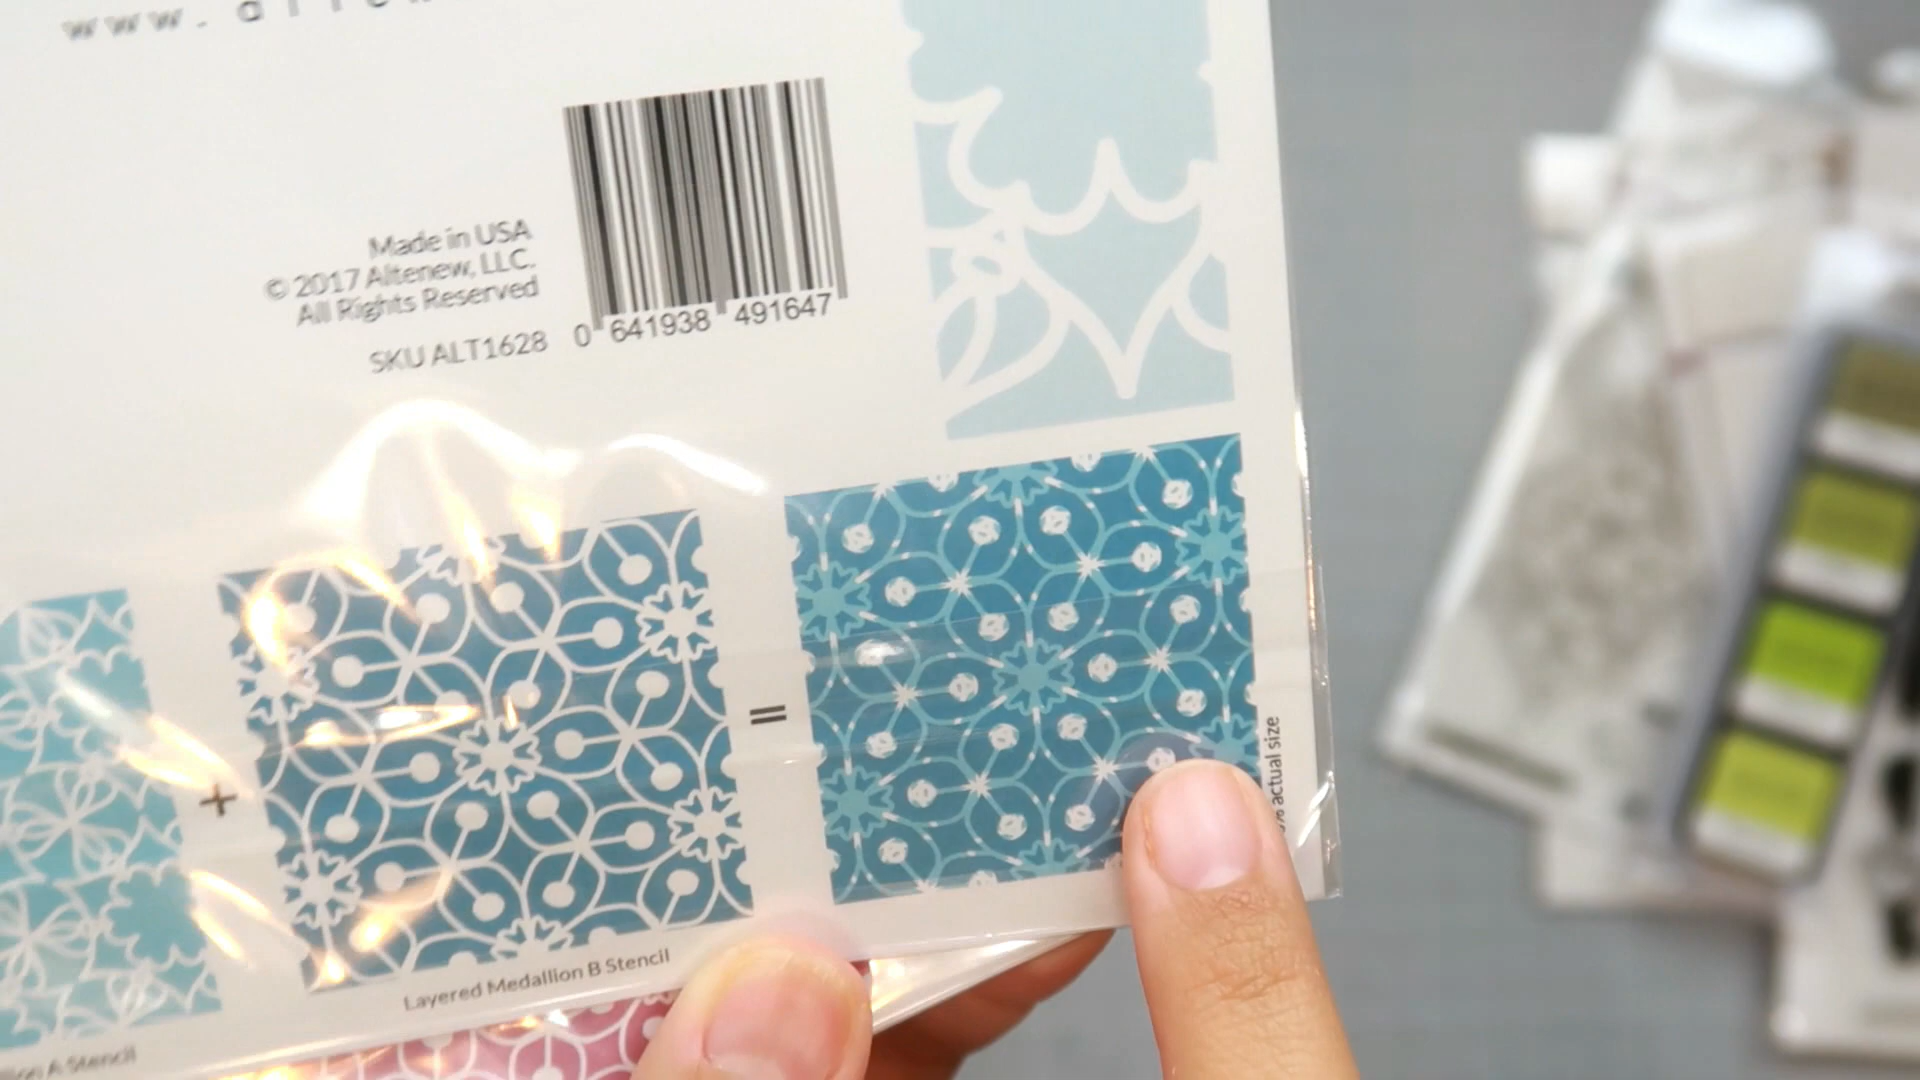 Made in USA
© 2017 Altenew, LLC.
All Rights Reserved
SKU ALT1628
0 641938 491647
+
=
Layered Medallion B Stencil
A Stencil
% actual size